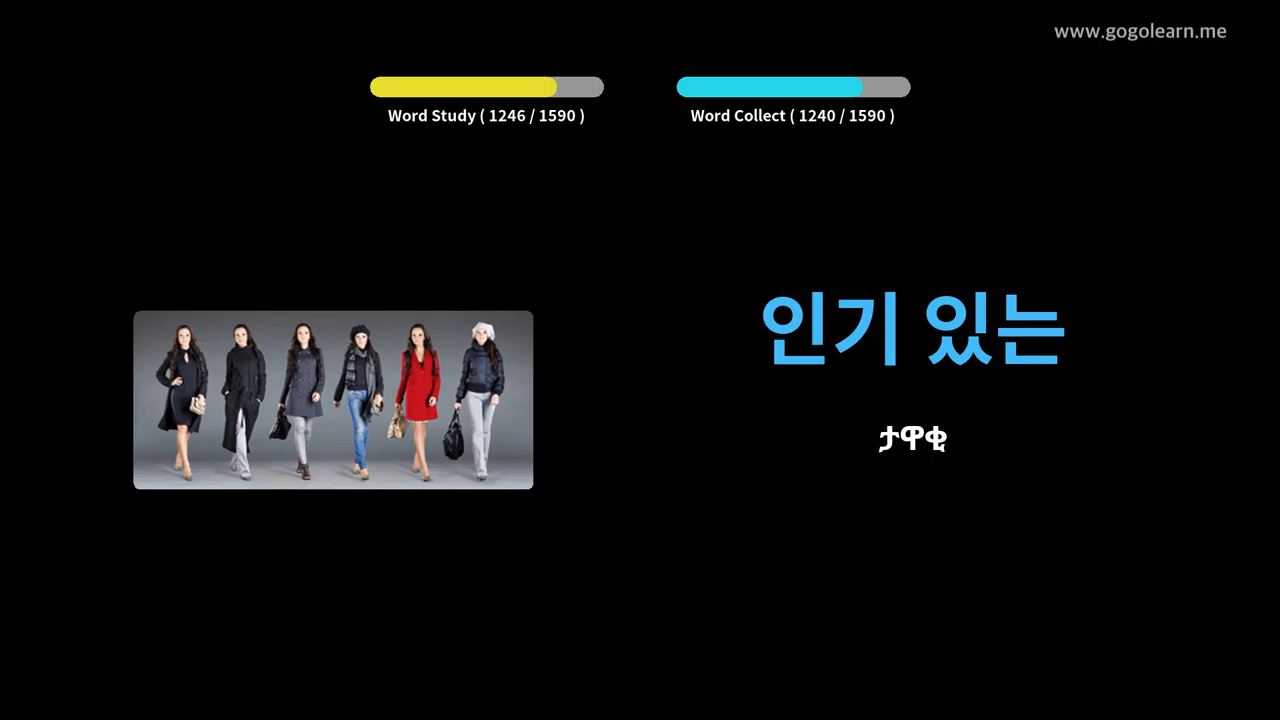 www.gogolearn.me
Word Study ( 1246 / 1590 )
Word Collect ( 1240 / 1590 )
인기 있는
ታዋቂ